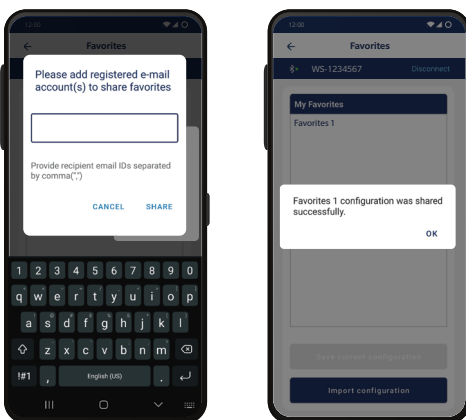 12:00
Favorites
Please add registered e-mail
account(s) to share favorites
Provide recipient email IDs separated
by comma(",")
CANCEL SHARE
1 2 3 4 5 6 7 8 9 0
q w e r t y u i o p
a s d f g h j k l
z x c v b n m
!#1 , English (US) .
12:00
Favorites
WS-1234567 Disconnect
My Favorites
Favorites 1
Favorites 1 configuration was shared
successfully.
OK
Save current configuration
Import configuration